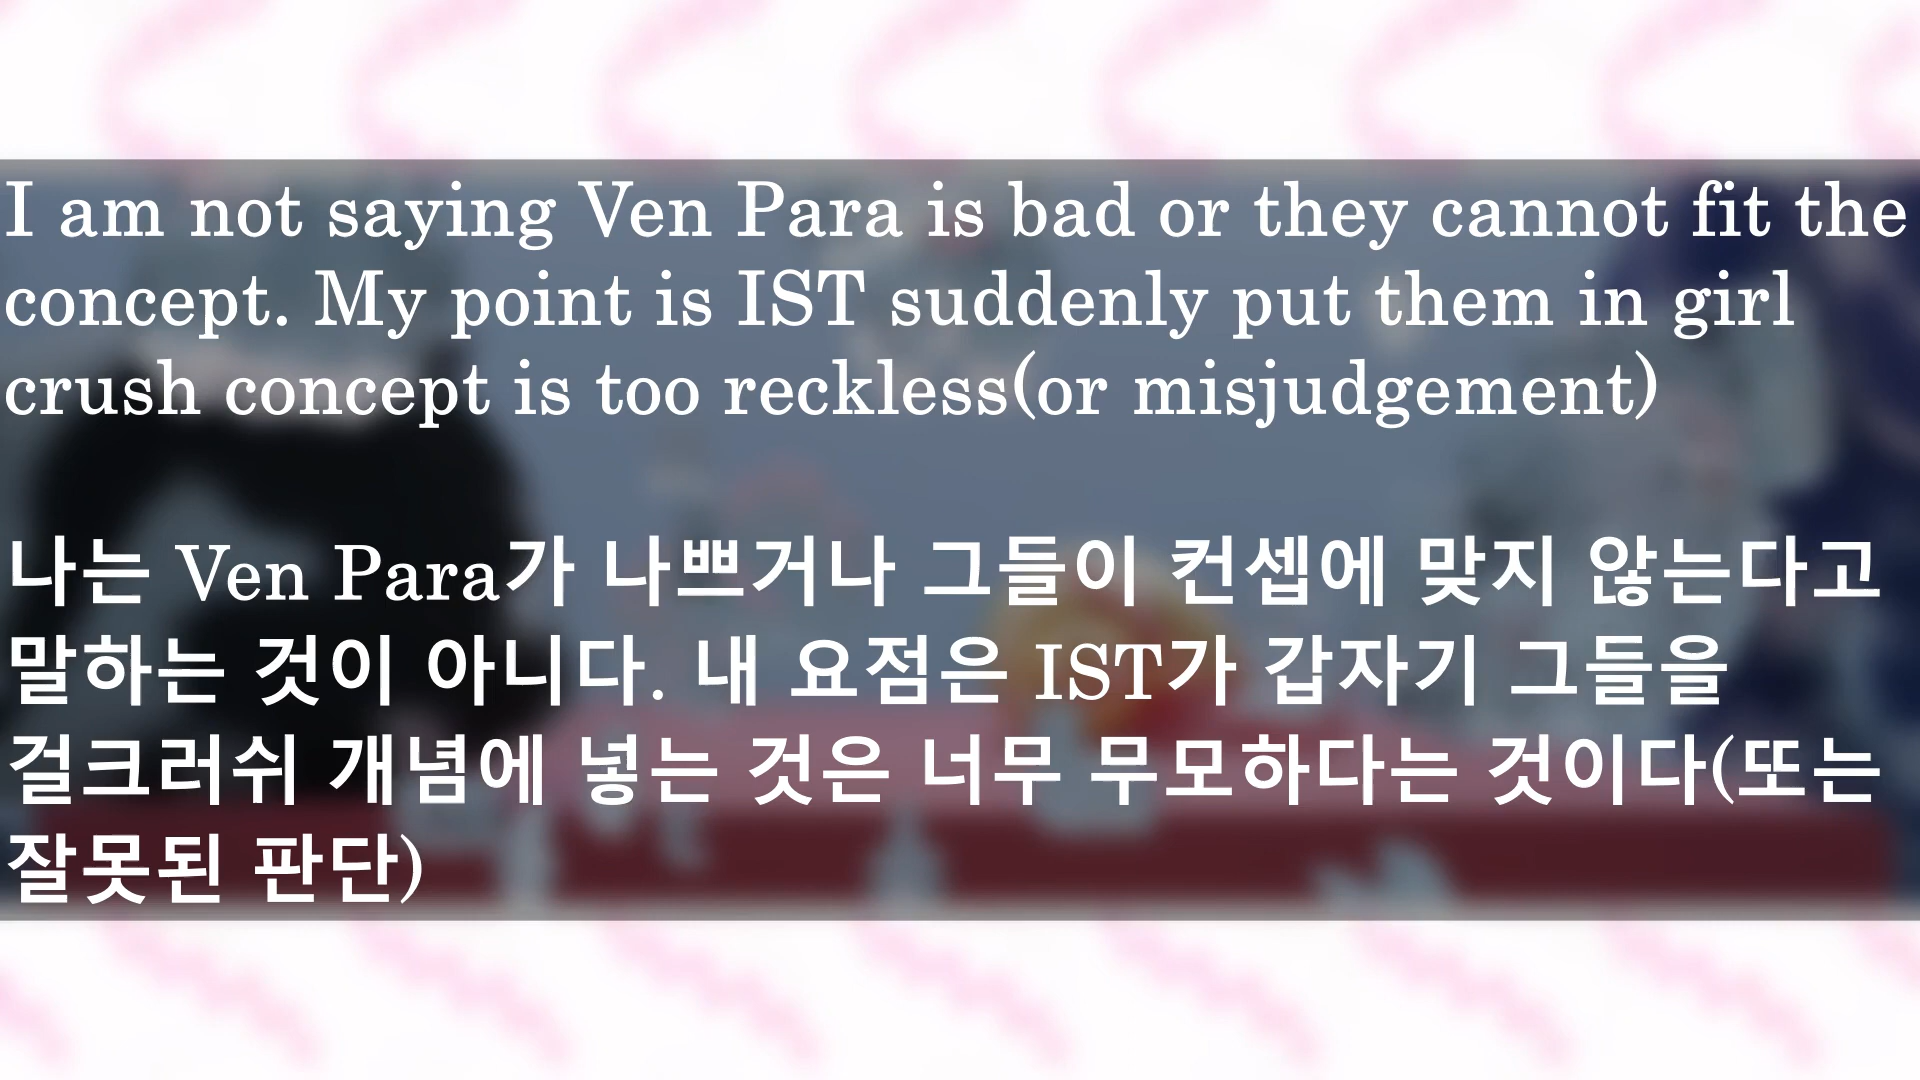 I am not saying Ven Para is bad or they cannot fit the
concept. My point is IST suddenly put them in girl
crush concept is too reckless(or misjudgement)
나는 Ven Para가 나쁘거나 그들이 컨셉에 맞지 않는다고
말하는 것이 아니다. 내 요점은 IST가 갑자기 그들을
걸크러쉬 개념에 넣는 것은 너무 무모하다는 것이다(또는
잘못된 판단)